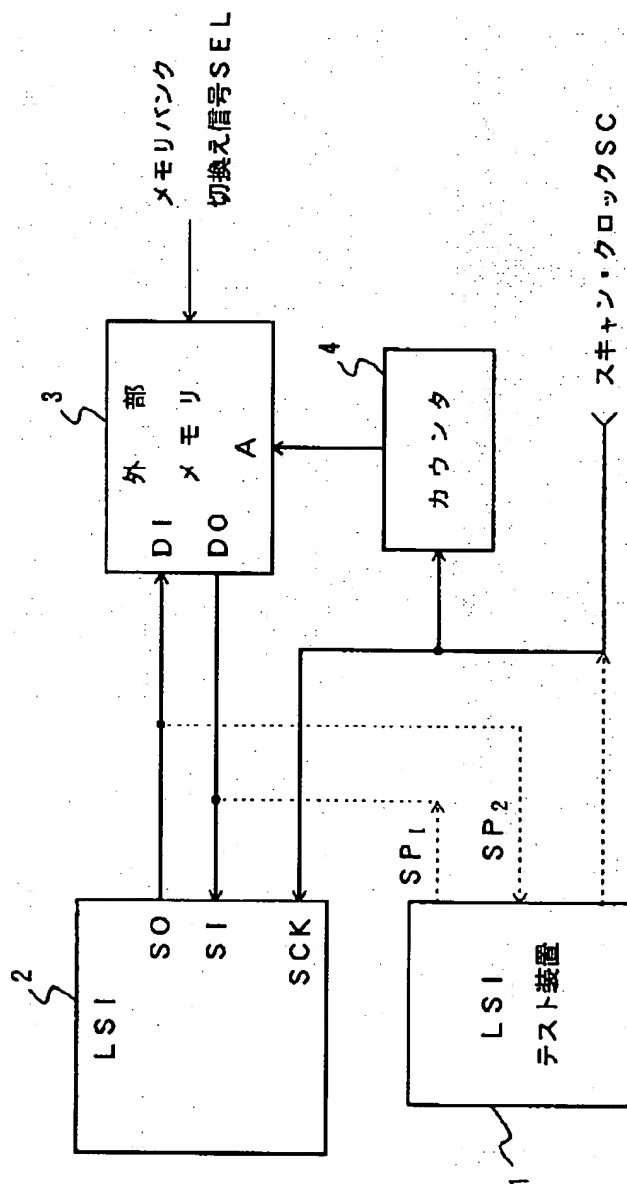 2
LSI
SO
SI
SCK
3
外部
メモリ
DI
DO
A
メモリバンク
切換え信号SEL
4
カウンタ
スキャン・クロックSC
SP1
SP2
LSI
テスト装置
1